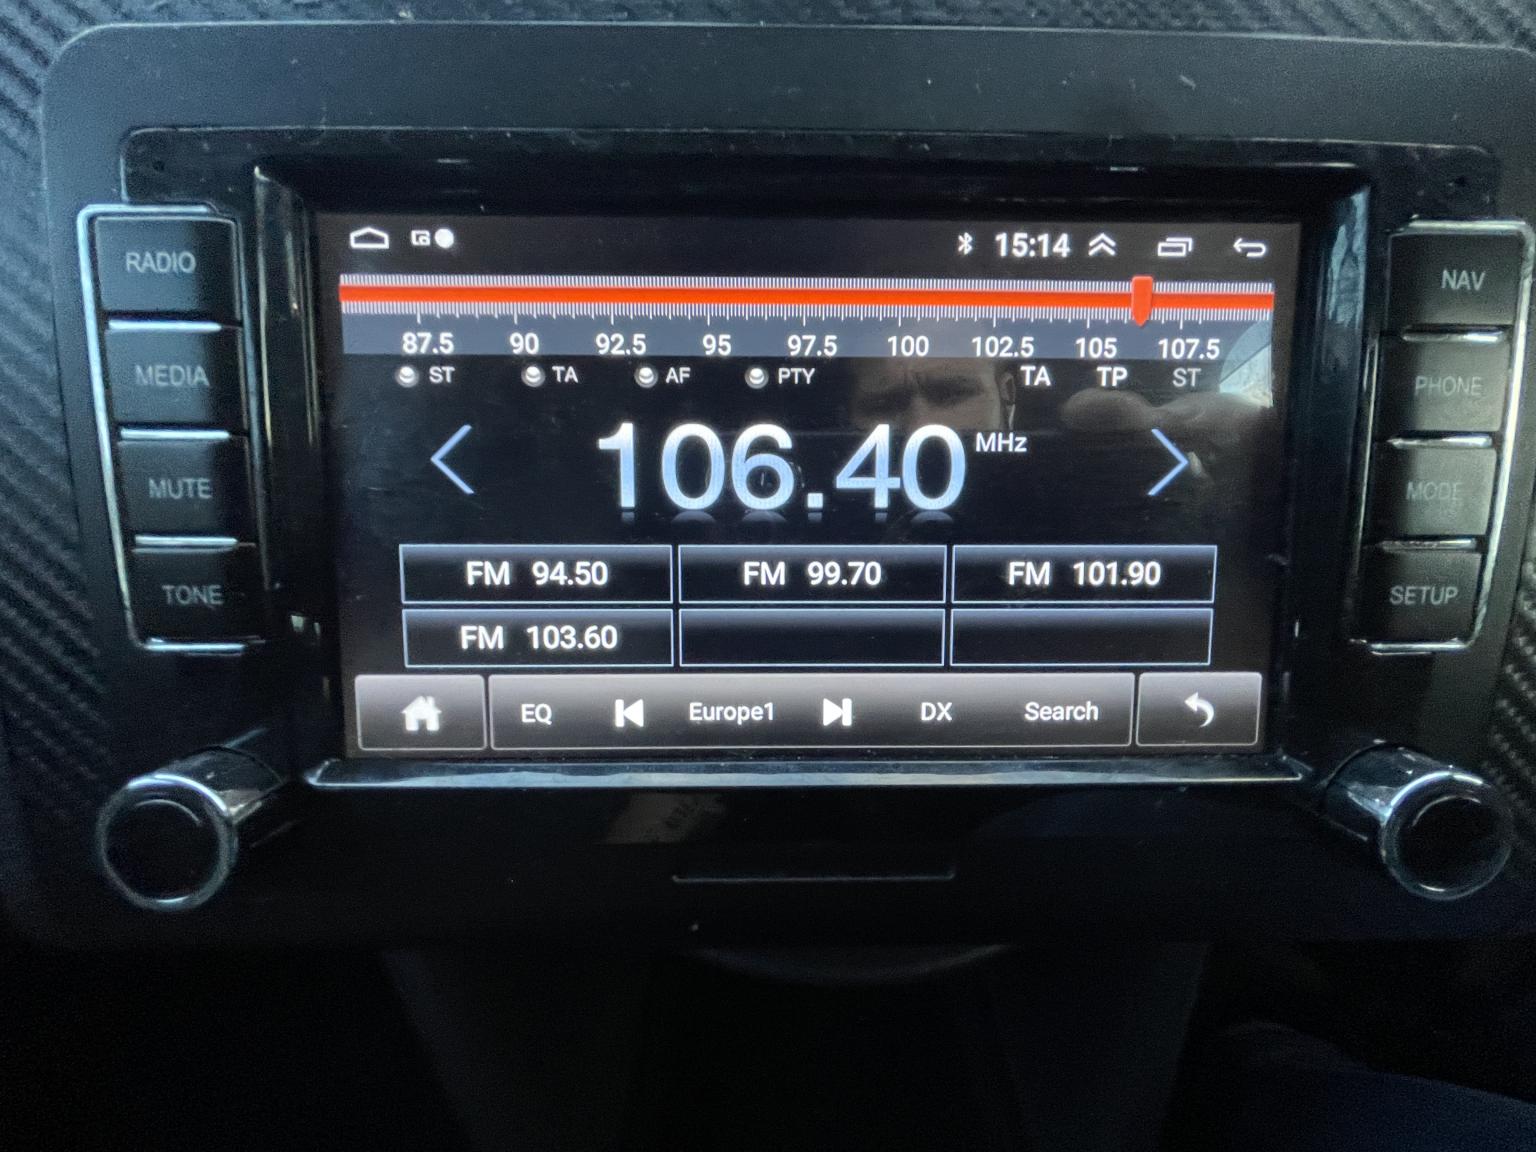 15:14
87.5 90 92.5 95 97.5 100 102.5 105 107.5
ST TA AF PTY TA TP ST
106.40 MHz
FM 94.50 FM 99.70 FM 101.90
FM 103.60
EQ Europe1 DX Search
RADIO
MEDIA
MUTE
TONE
NAV
PHONE
MODE
SETUP